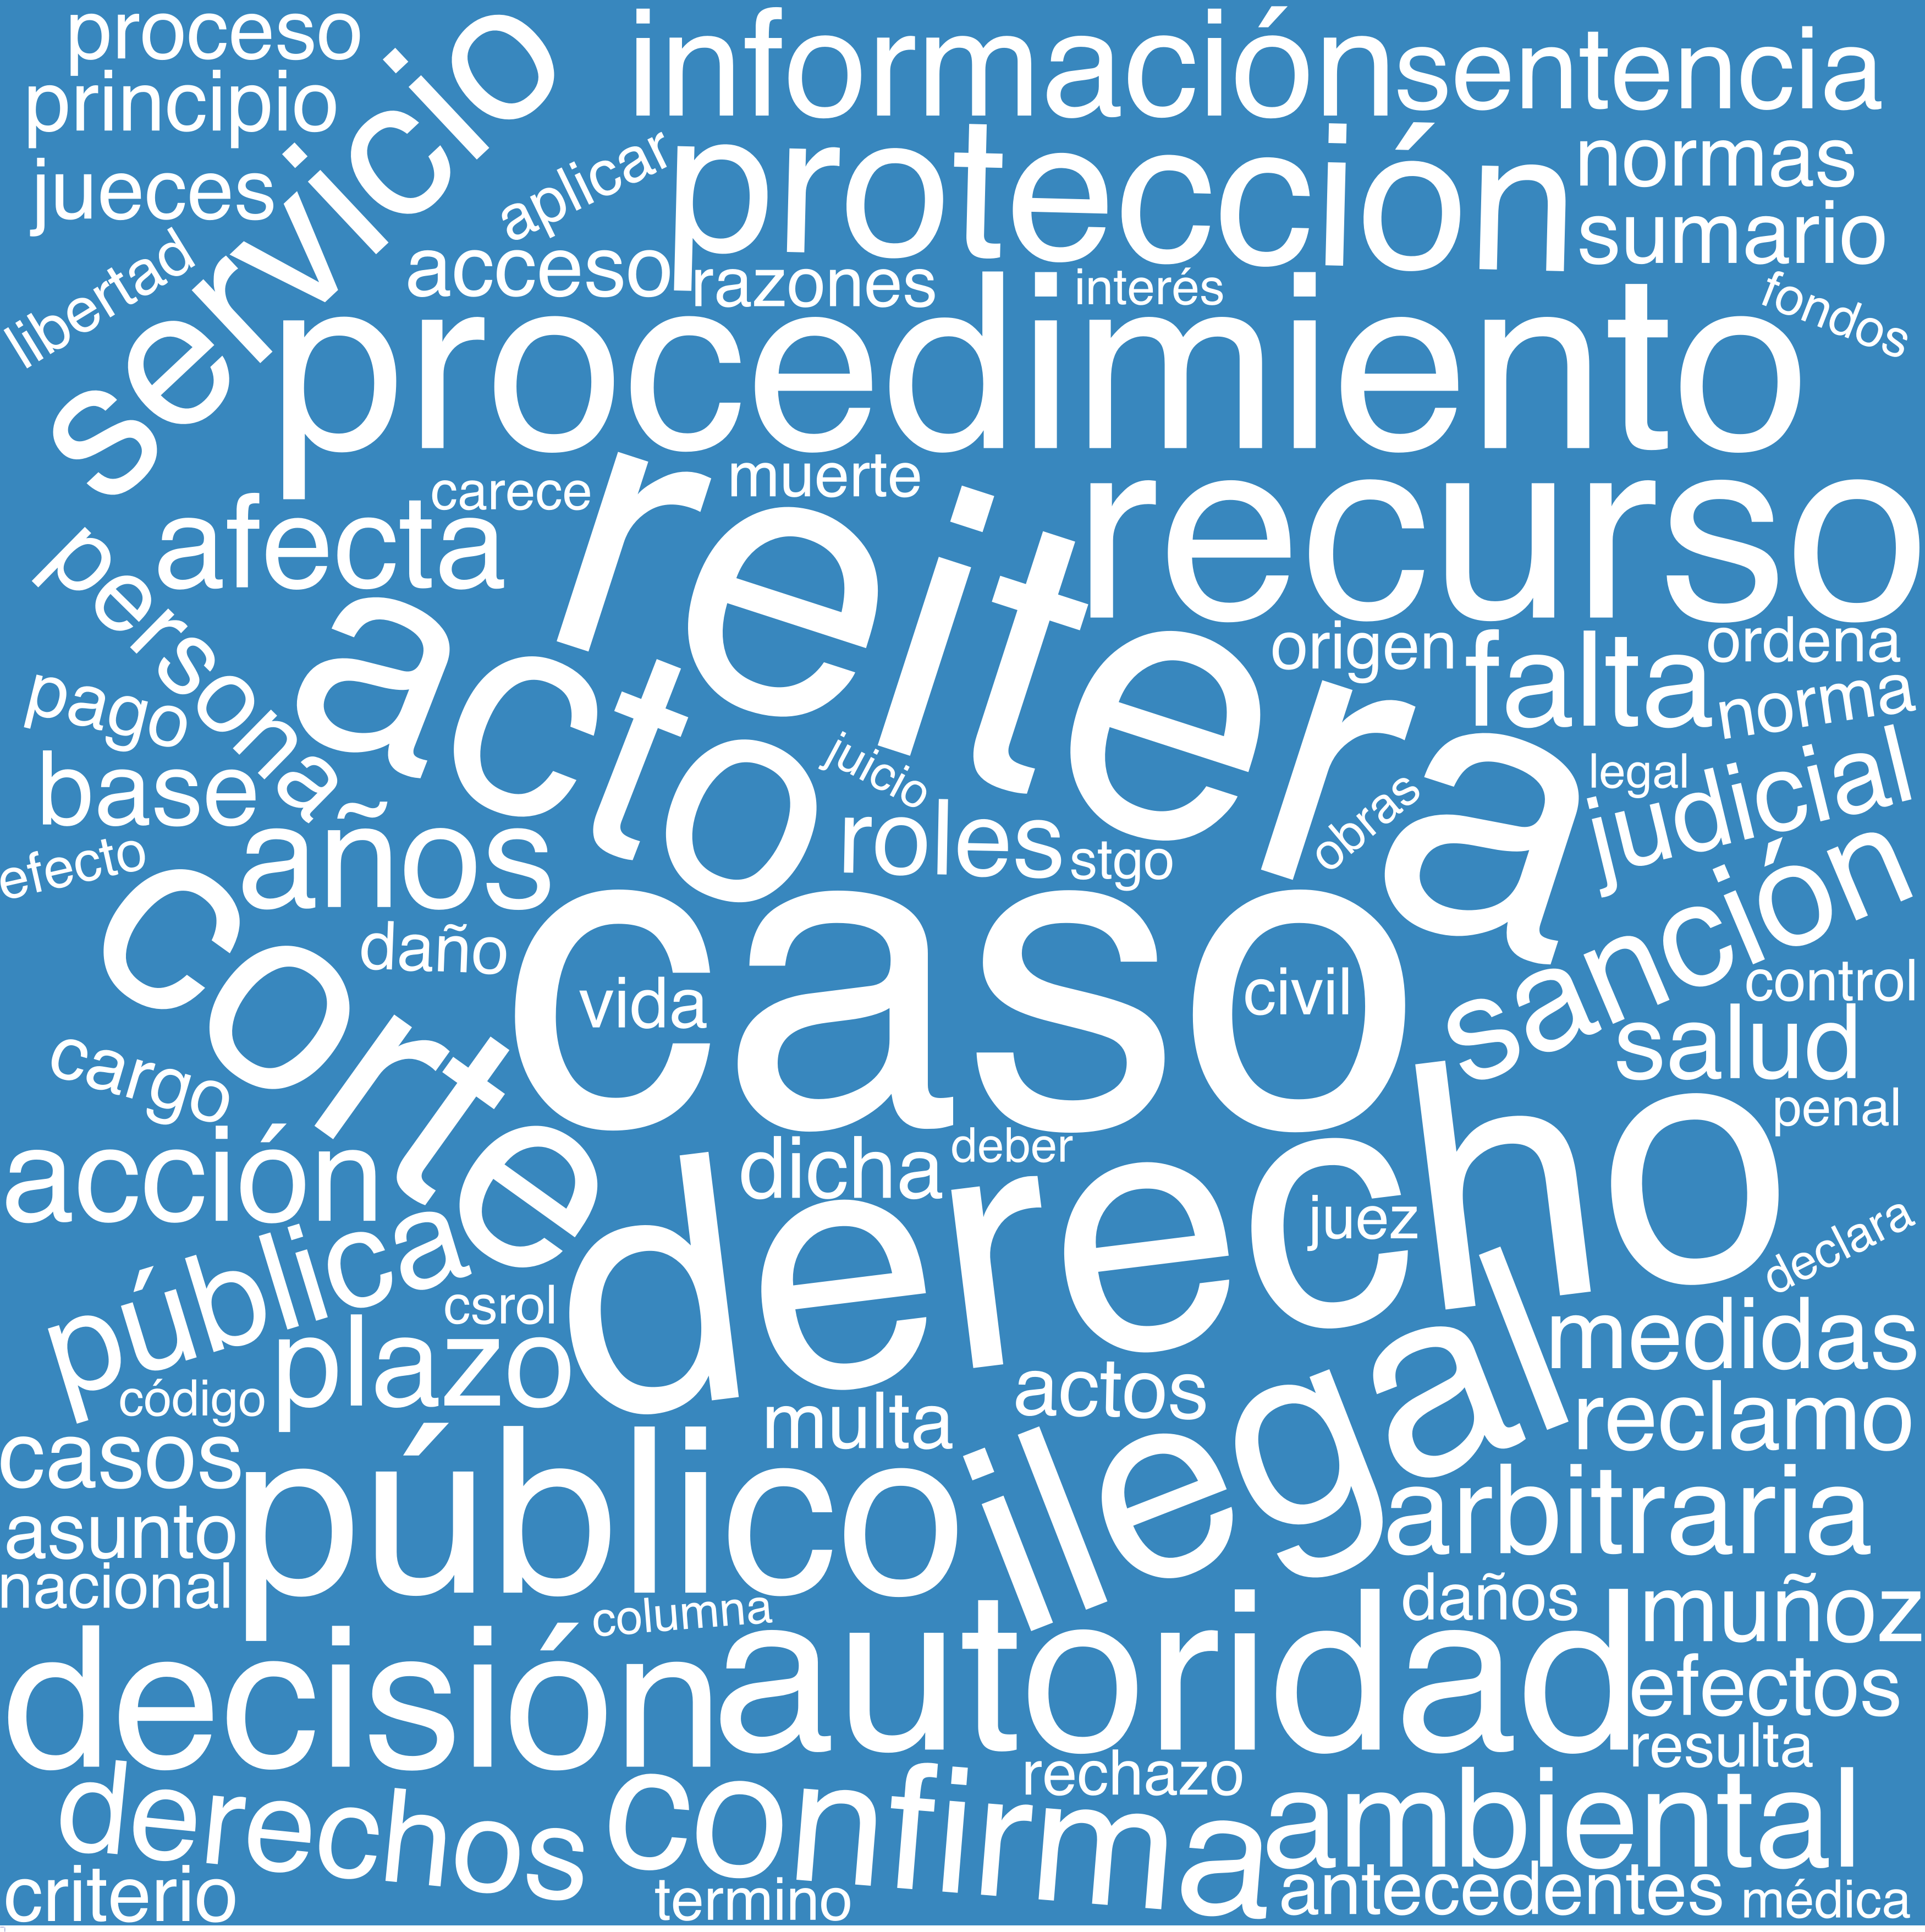 proceso
información
sentencia
principio
servicio
aplicar
protección
normas
jueces
sumario
libertad
acceso
razones
interés
fondos
procedimiento
carece
muerte
reitera
recurso
afecta
persona
acto
origen
falta
ordena
norma
pago
base
juicio
legal
judicial
obras
años
roles
stgo
efecto
corte
daño
caso
vida
civil
sanción
control
salud
cargo
penal
acción
dicha
deber
derecho
juez
pública
declara
csrol
plazo
medidas
código
multa
actos
ilegal
reclamo
casos
público
arbitraria
asunto
nacional
columna
daños
muñoz
decisión
autoridad
efectos
resulta
derechos
confirma
rechazo
ambiental
criterio
termino
antecedentes
médica